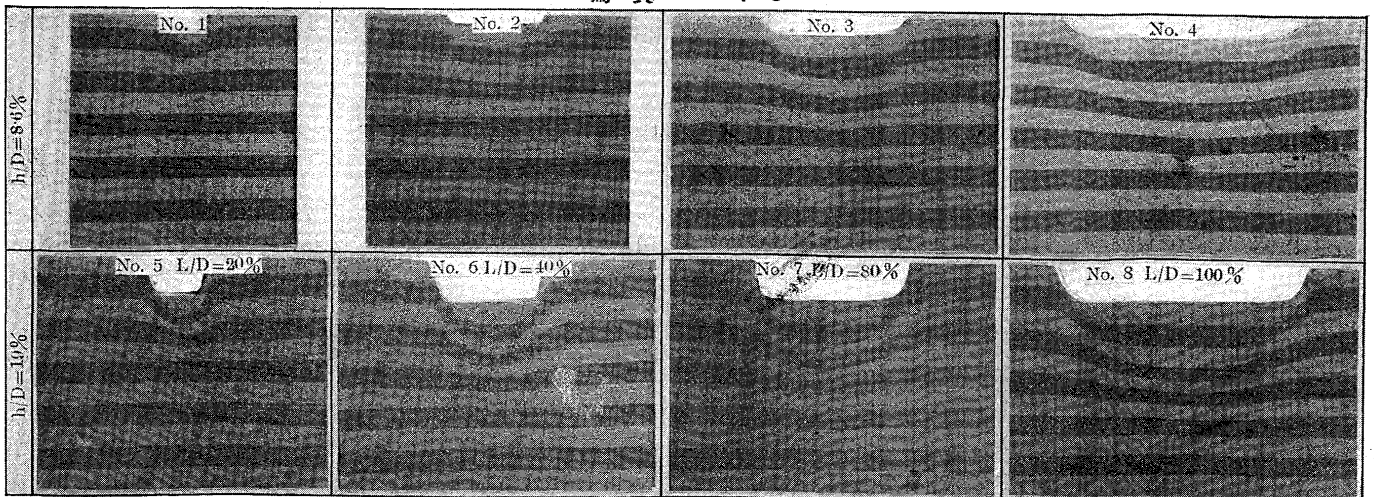 No. 1
No. 2
No. 3
No. 4
h/D=8·6%
No. 5 L/D=20%
No. 6 L/D=40%
No. 7 L/D=80%
No. 8 L/D=100%
h/D=19%